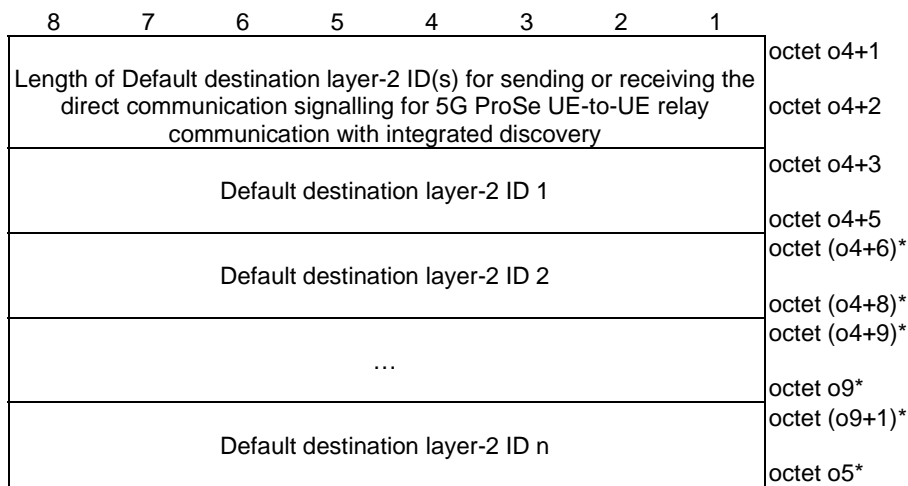 8 7 6 5 4 3 2 1
octet o4+1
Length of Default destination layer-2 ID(s) for sending or receiving the
direct communication signalling for 5G ProSe UE-to-UE relay
communication with integrated discovery
octet o4+2
octet o4+3
Default destination layer-2 ID 1
octet o4+5
octet (o4+6)*
Default destination layer-2 ID 2
octet (o4+8)*
octet (o4+9)*
…
octet o9*
octet (o9+1)*
Default destination layer-2 ID n
octet o5*